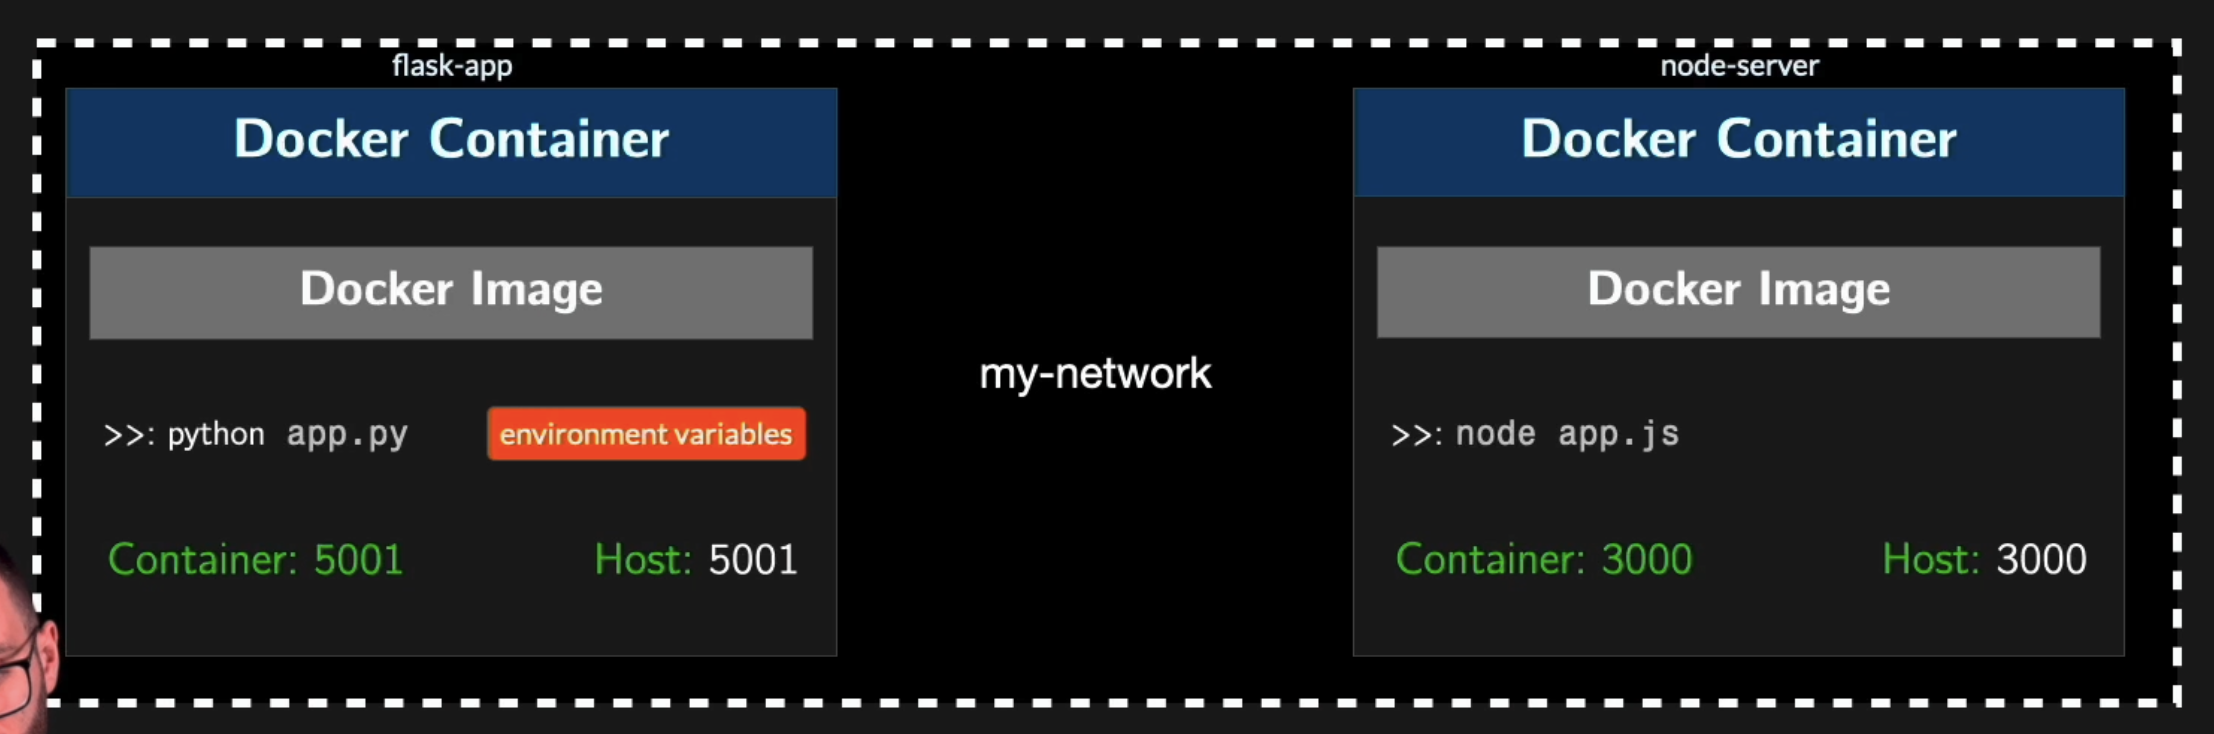 flask-app
node-server
Docker Container
Docker Container
Docker Image
Docker Image
my-network
>>: python app.py
environment variables
>>: node app.js
Container: 5001
Host: 5001
Container: 3000
Host: 3000